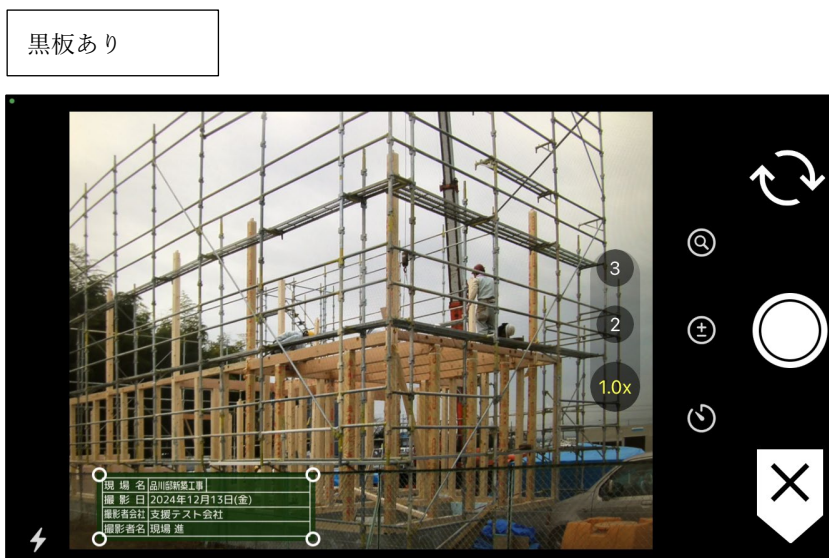 黒板あり
3
2
1.0x
現場名 品川邸新築工事
撮影日 2024年12月13日(金)
撮影者会社 支援テスト会社
撮影者名 現場 進